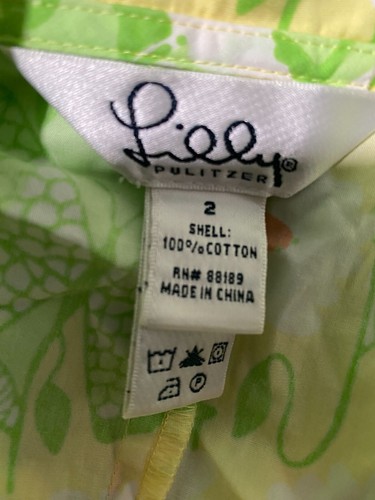 Lilly®
PULITZER
2
SHELL:
100%COTTON
RN# 88189
MADE IN CHINA
P